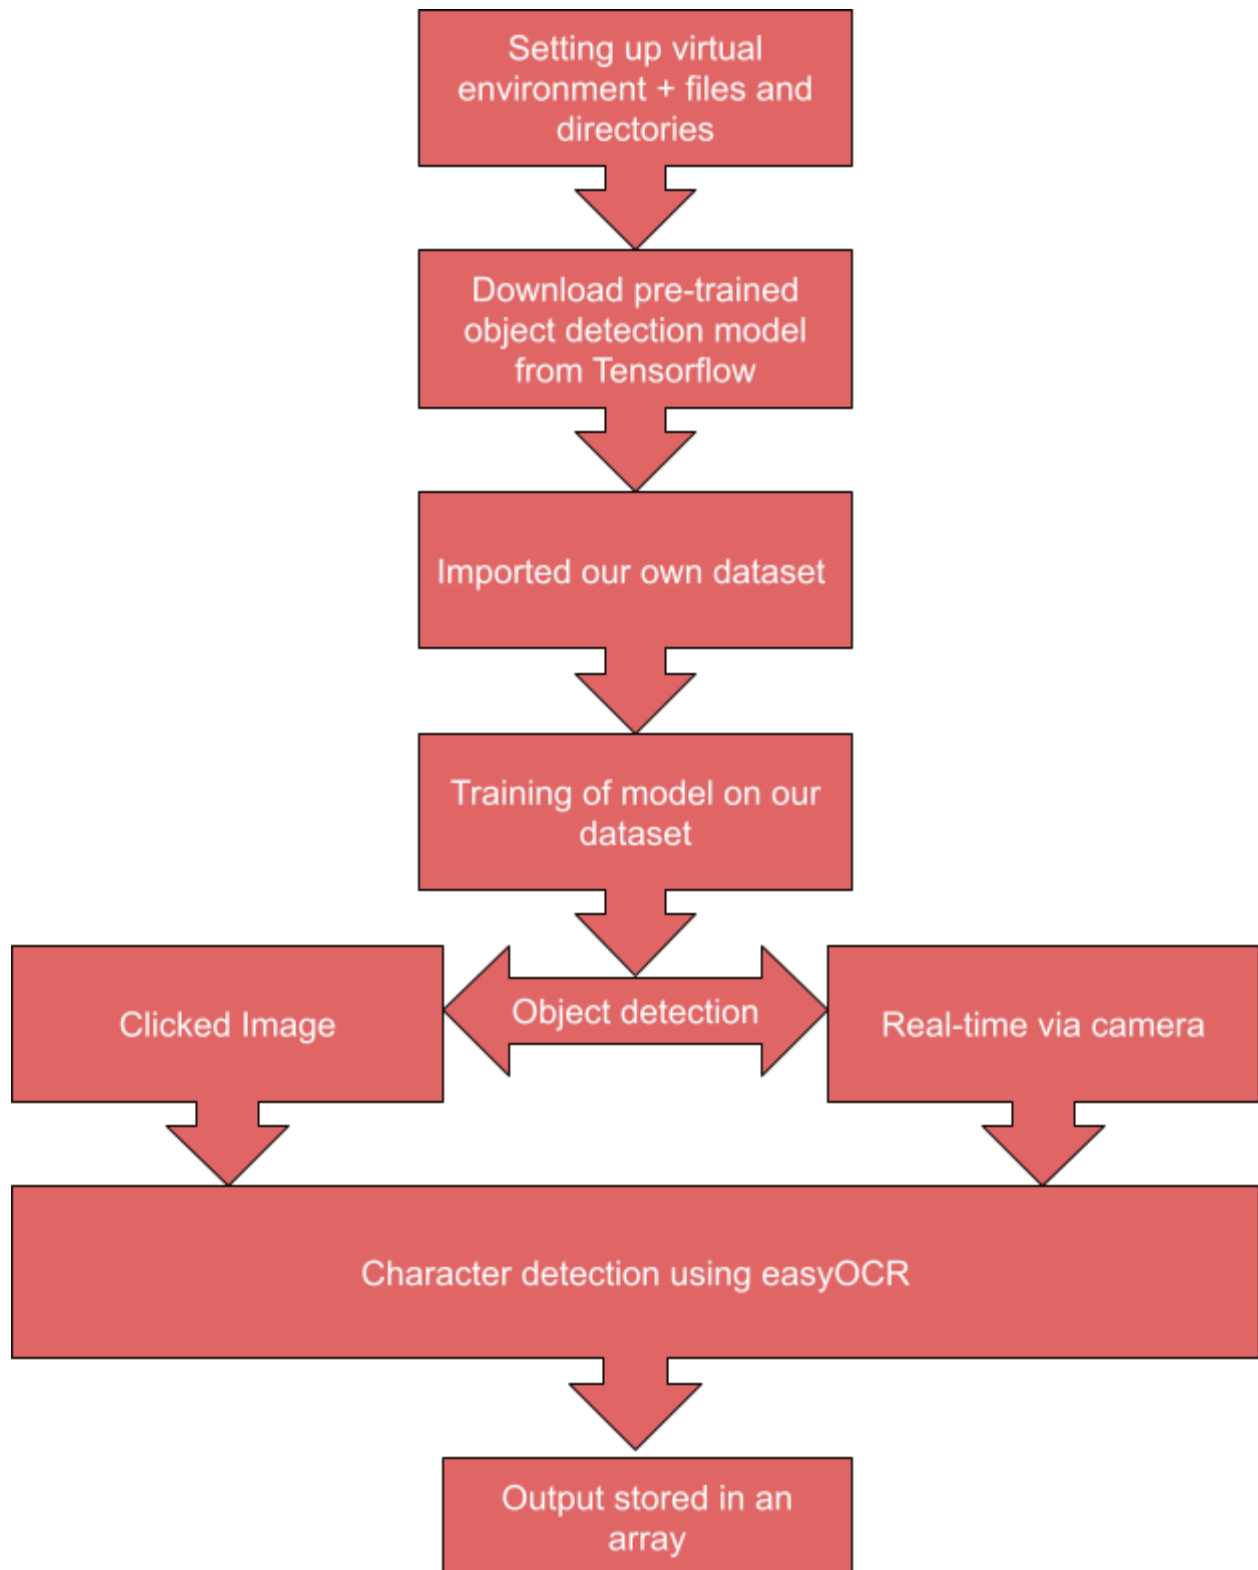 Setting up virtual
environment + files and
directories
Download pre-trained
object detection model
from Tensorflow
Imported our own dataset
Training of model on our
dataset
Clicked Image
Object detection
Real-time via camera
Character detection using easyOCR
Output stored in an
array